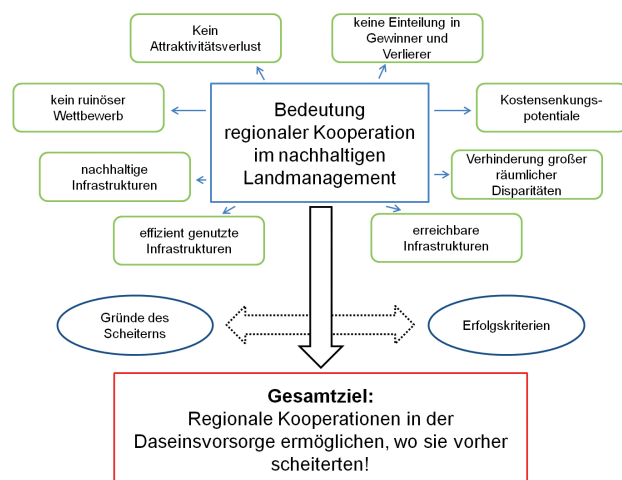 Kein
Attraktivitätsverlust
keine Einteilung in
Gewinner und
Verlierer
kein ruinöser
Wettbewerb
Bedeutung
regionaler Kooperation
im nachhaltigen
Landmanagement
Kostensenkungs-
potentiale
nachhaltige
Infrastrukturen
Verhinderung großer
räumlicher
Disparitäten
effizient genutzte
Infrastrukturen
erreichbare
Infrastrukturen
Gründe des
Scheiterns
Erfolgskriterien
Gesamtziel:
Regionale Kooperationen in der
Daseinsvorsorge ermöglichen, wo sie vorher
scheiterten!